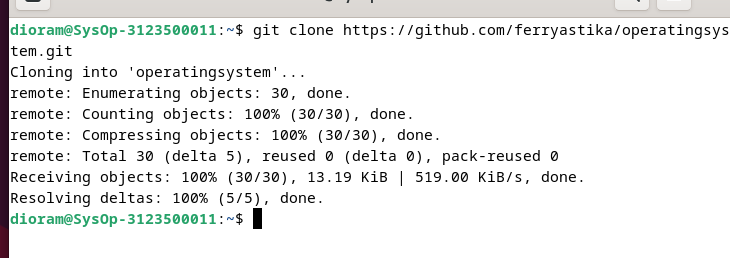 dioram@SysOp-3123500011:~$ git clone https://github.com/ferryastika/operatingsys
tem.git
Cloning into 'operatingsystem'...
remote: Enumerating objects: 30, done.
remote: Counting objects: 100% (30/30), done.
remote: Compressing objects: 100% (30/30), done.
remote: Total 30 (delta 5), reused 0 (delta 0), pack-reused 0
Receiving objects: 100% (30/30), 13.19 KiB | 519.00 KiB/s, done.
Resolving deltas: 100% (5/5), done.
dioram@SysOp-3123500011:~$